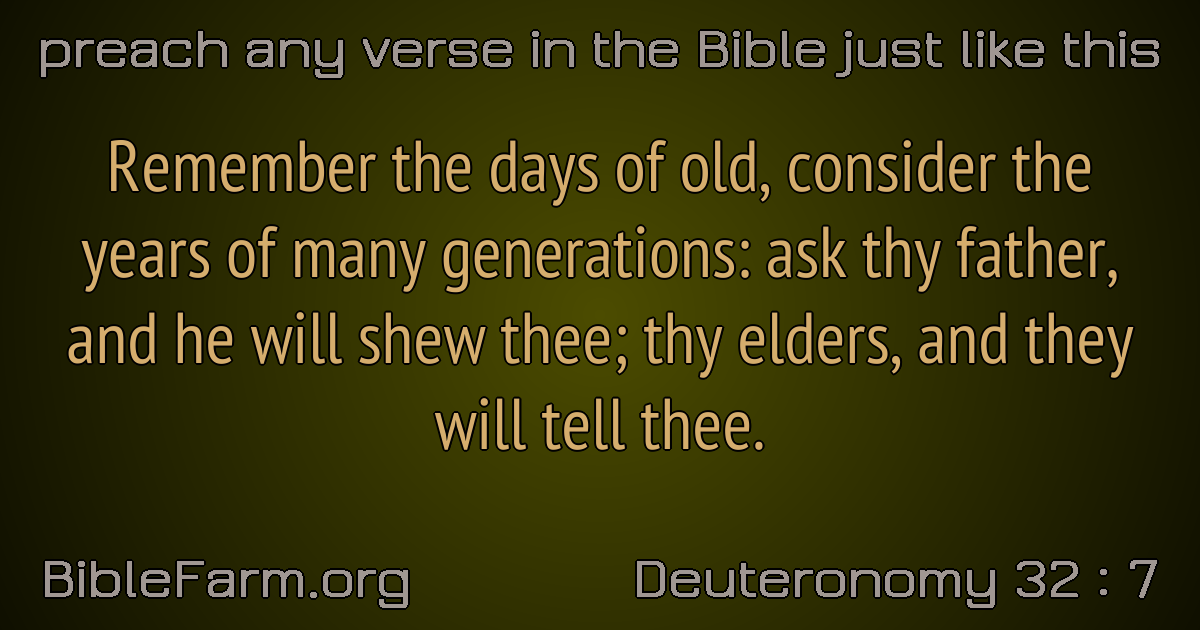 preach any verse in the Bible just like this
Remember the days of old, consider the
years of many generations: ask thy father,
and he will shew thee; thy elders, and they
will tell thee.
BibleFarm.org
Deuteronomy 32 : 7